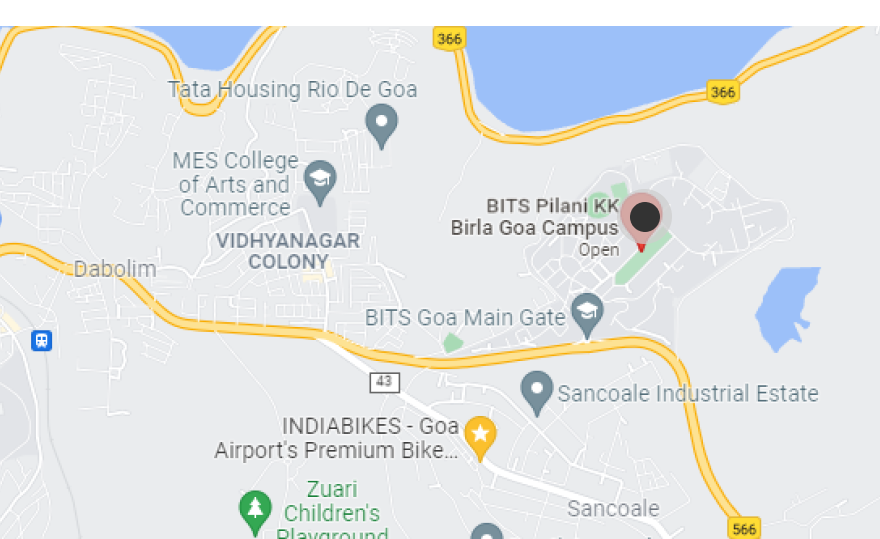 366
Tata Housing Rio De Goa
366
MES College
of Arts and
Commerce
BITS Pilani KK
Birla Goa Campus
Open
VIDHYANAGAR
COLONY
Dabolim
BITS Goa Main Gate
43
Sancoale Industrial Estate
INDIABIKES - Goa
Airport's Premium Bike...
Zuari
Children's
Playground
Sancoale
566